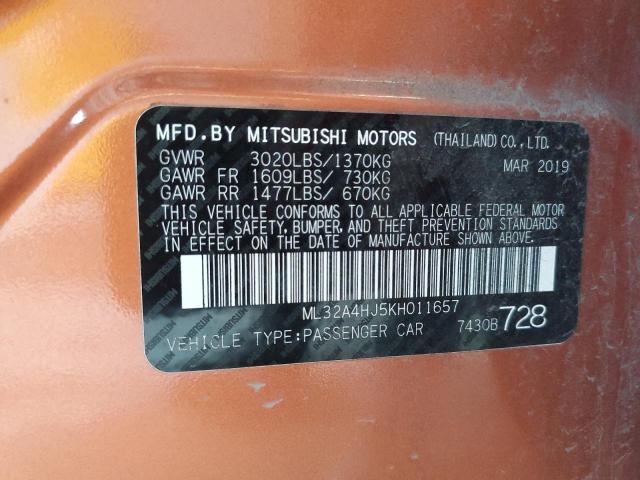 MFD.BY MITSUBISHI MOTORS (THAILAND) CO.,LTD.
GVWR 3020LBS/1370KG MAR 2019
GAWR FR 1609LBS/ 730KG
GAWR RR 1477LBS/ 670KG
THIS VEHICLE CONFORMS TO ALL APPLICABLE FEDERAL MOTOR
VEHICLE SAFETY, BUMPER, AND THEFT PREVENTION STANDARDS
IN EFFECT ON THE DATE OF MANUFACTURE SHOWN ABOVE.
ML32A4HJ5KH011657
VEHICLE TYPE:PASSENGER CAR 7430B 728